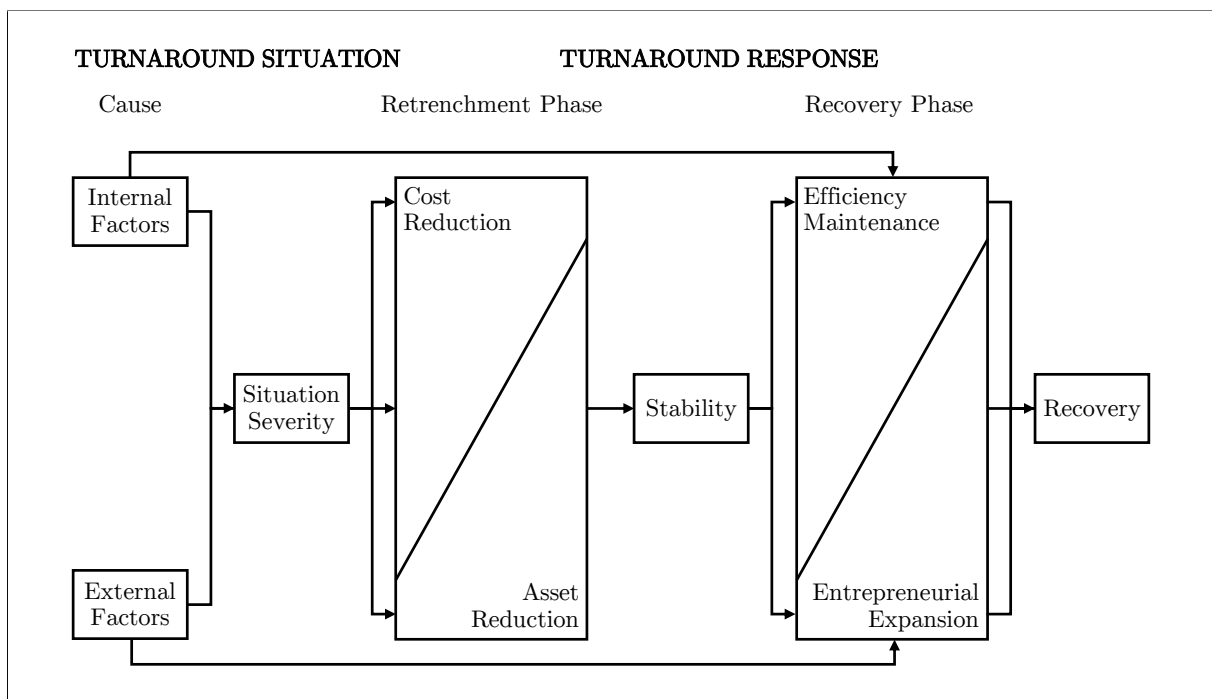 TURNAROUND SITUATION
TURNAROUND RESPONSE
Cause
Retrenchment Phase
Recovery Phase
Internal
Factors
Cost
Reduction
Efficiency
Maintenance
Situation
Severity
Stability
Recovery
External
Factors
Asset
Reduction
Entrepreneurial
Expansion